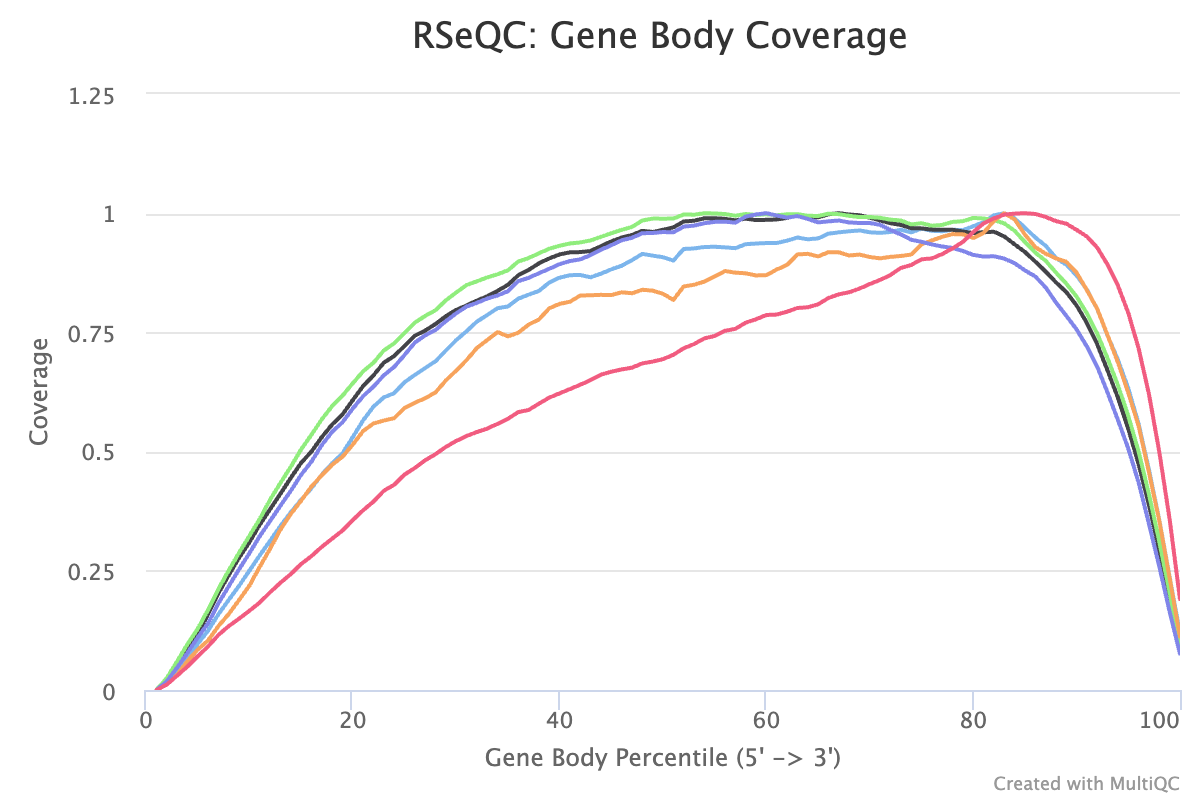 RSeQC: Gene Body Coverage
1.25
1
0.75
0.5
0.25
0
Coverage
0 20 40 60 80 100
Gene Body Percentile (5' -> 3')
Created with MultiQC